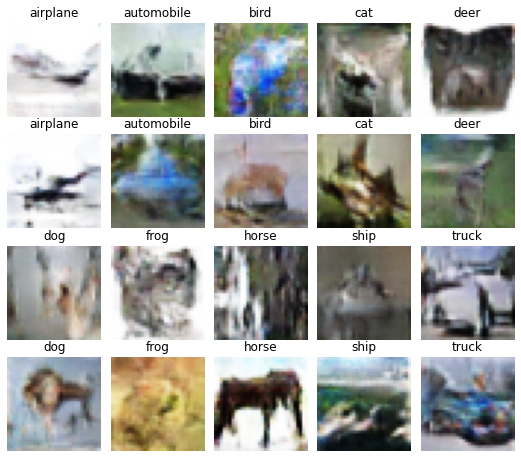 airplane automobile bird cat deer
airplane automobile bird cat deer
dog frog horse ship truck
dog frog horse ship truck